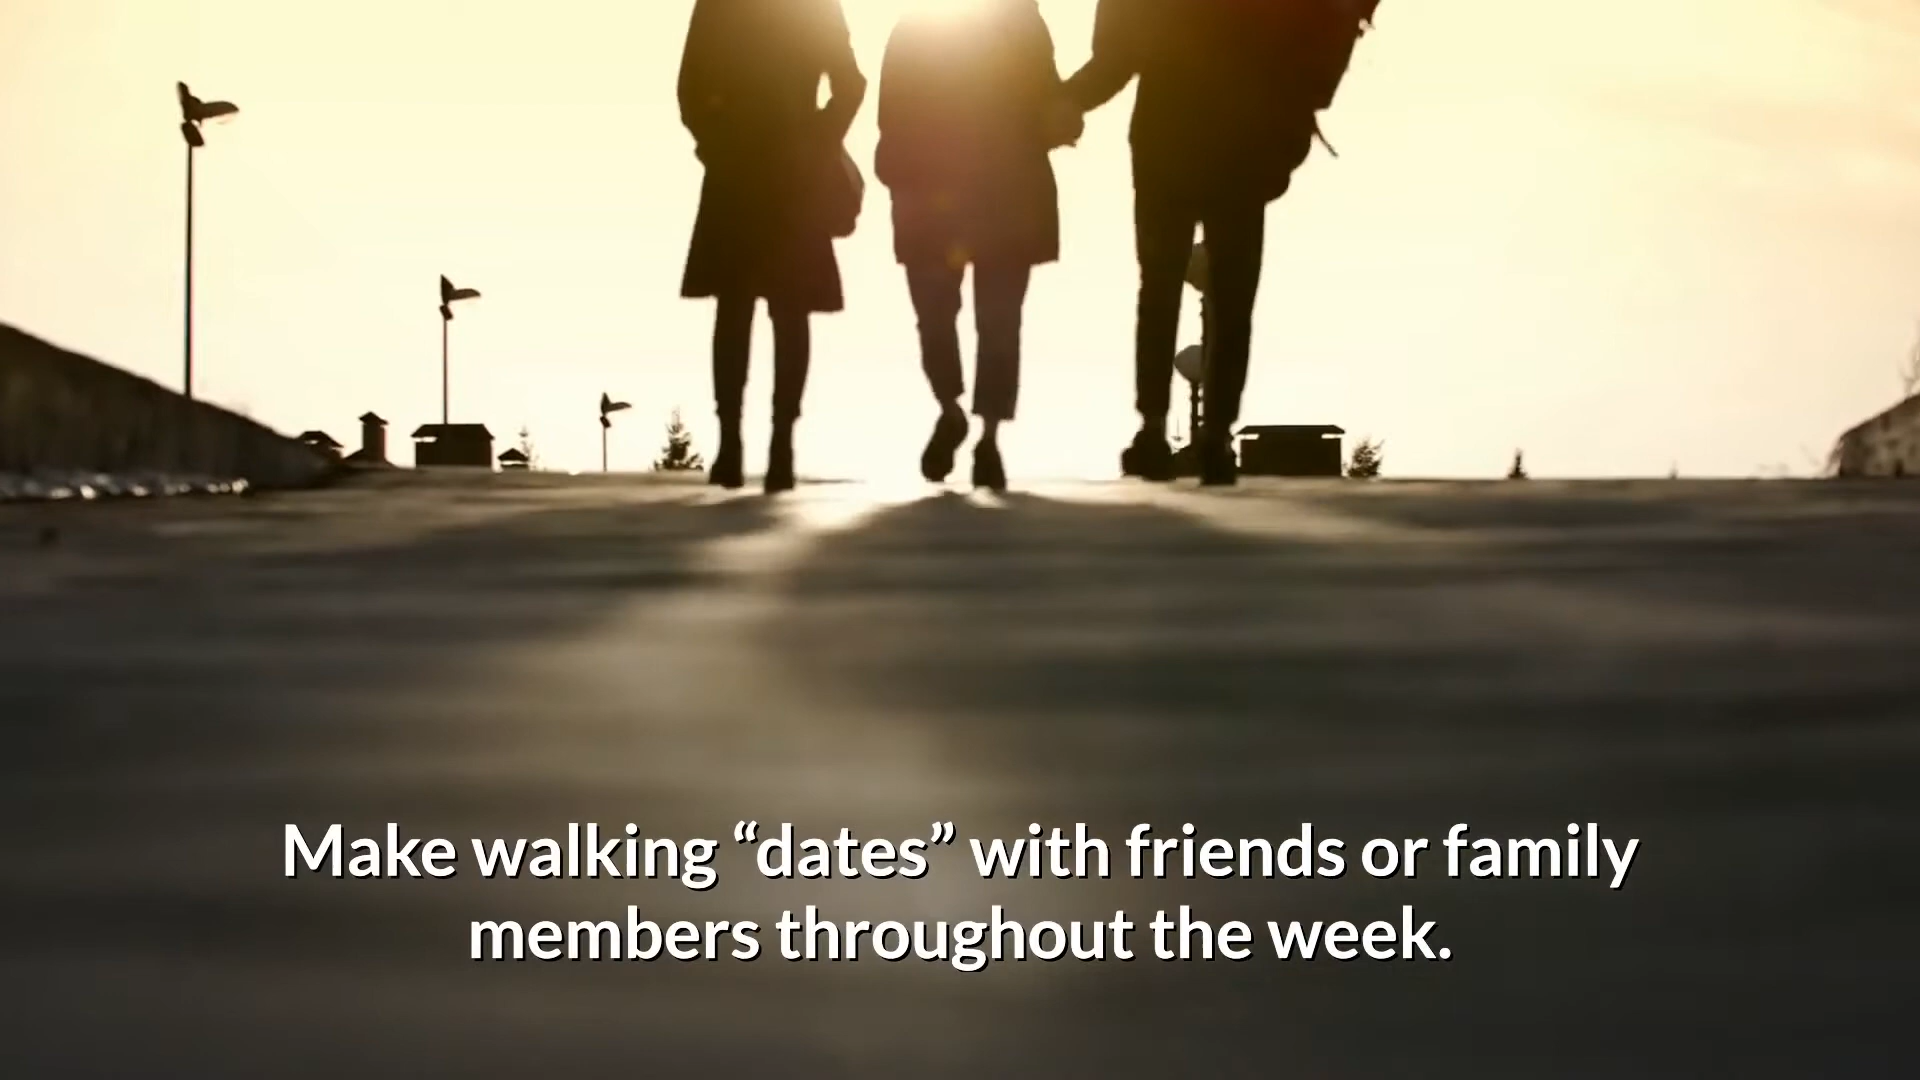 Make walking “dates” with friends or family
members throughout the week.